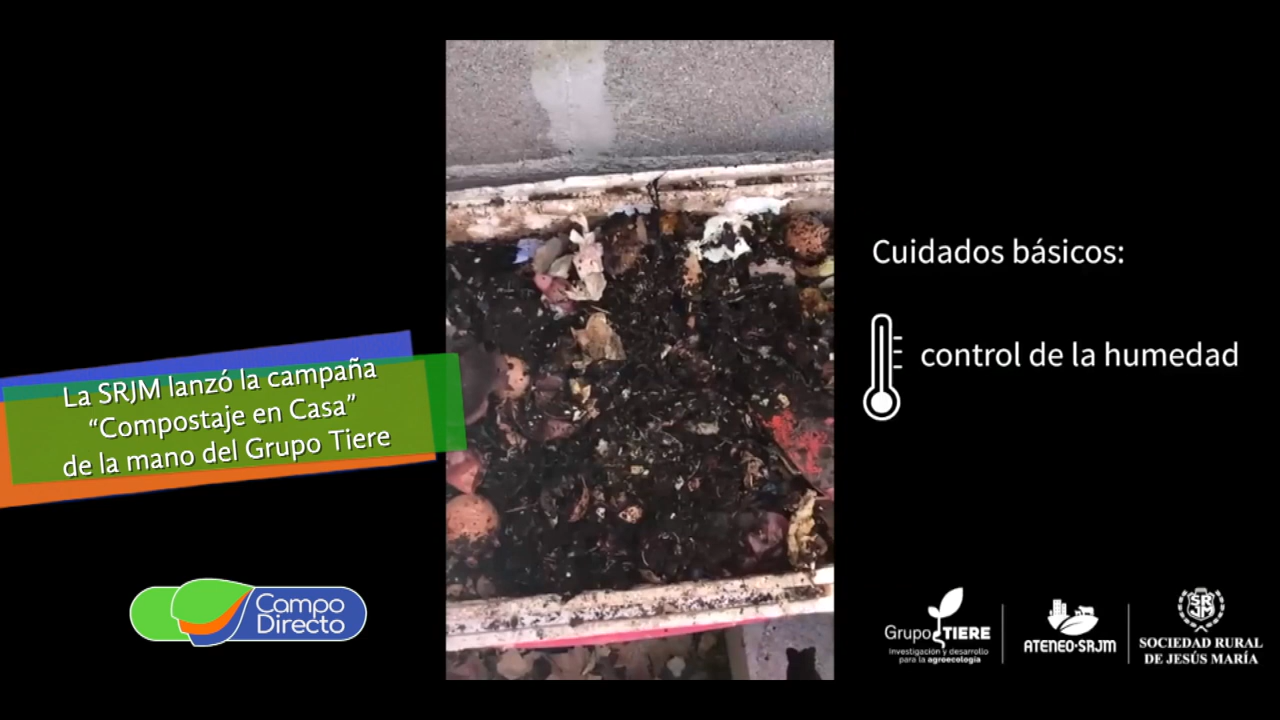 Cuidados básicos:
control de la humedad
La SRJM lanzó la campaña
“Compostaje en Casa”
de la mano del Grupo Tiere
Campo
Directo
Grupo TIERE
Investigación y desarrollo
para la agroecología
ATENEO·SRJM
SRJM
SOCIEDAD RURAL
DE JESÚS MARÍA